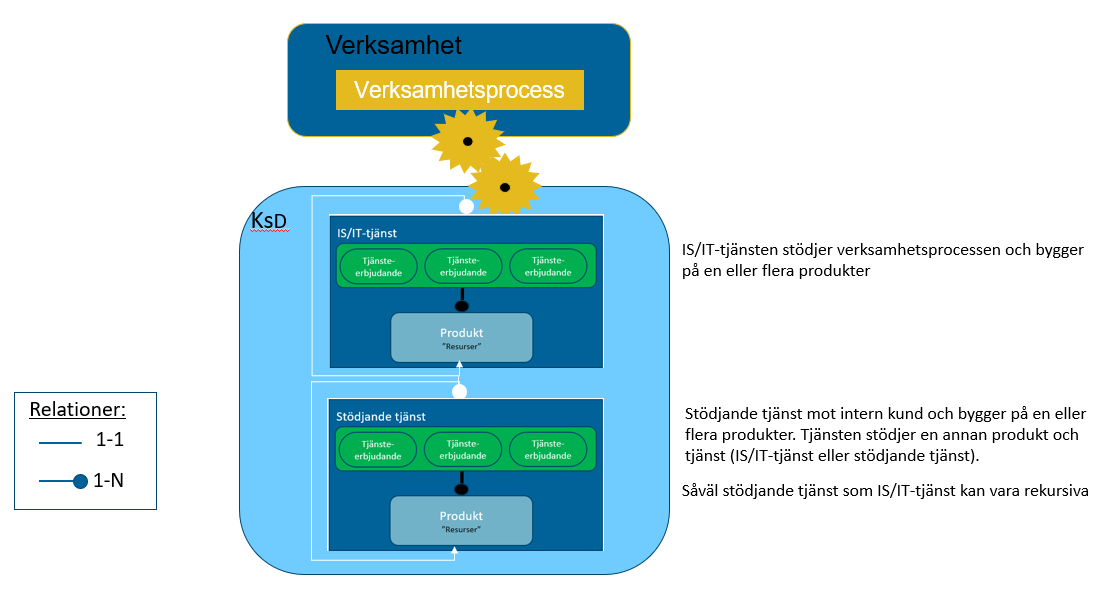 Verksamhet
Verksamhetsprocess
KsD
IS/IT-tjänst
Tjänste-
erbjudande
Tjänste-
erbjudande
Tjänste-
erbjudande
Produkt
”Resurser”
IS/IT-tjänsten stödjer verksamhetsprocessen och bygger
på en eller flera produkter
Relationer:
1-1
1-N
Stödjande tjänst
Tjänste-
erbjudande
Tjänste-
erbjudande
Tjänste-
erbjudande
Produkt
”Resurser”
Stödjande tjänst mot intern kund och bygger på en eller
flera produkter. Tjänsten stödjer en annan produkt och
tjänst (IS/IT-tjänst eller stödjande tjänst).
Såväl stödjande tjänst som IS/IT-tjänst kan vara rekursiva